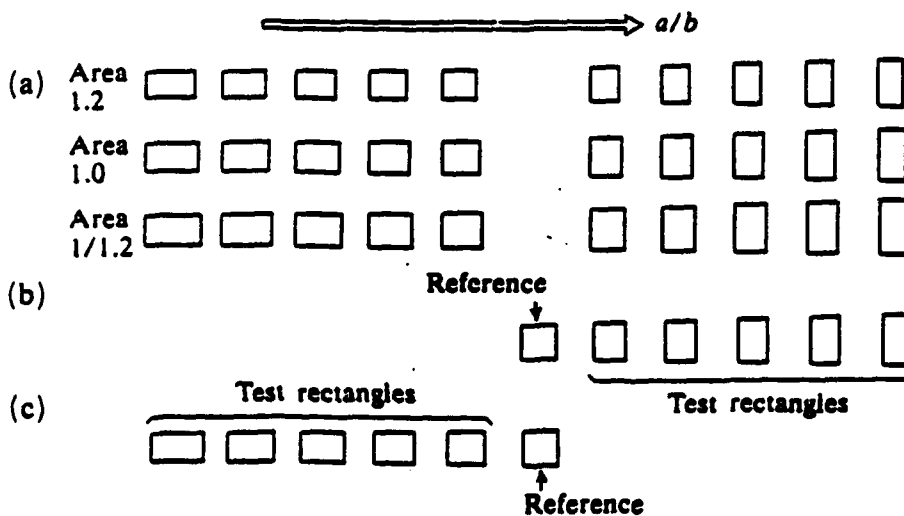 a/b
(a) Area
1.2
Area
1.0
Area
1/1.2
(b) Reference
Test rectangles
(c) Test rectangles
Reference